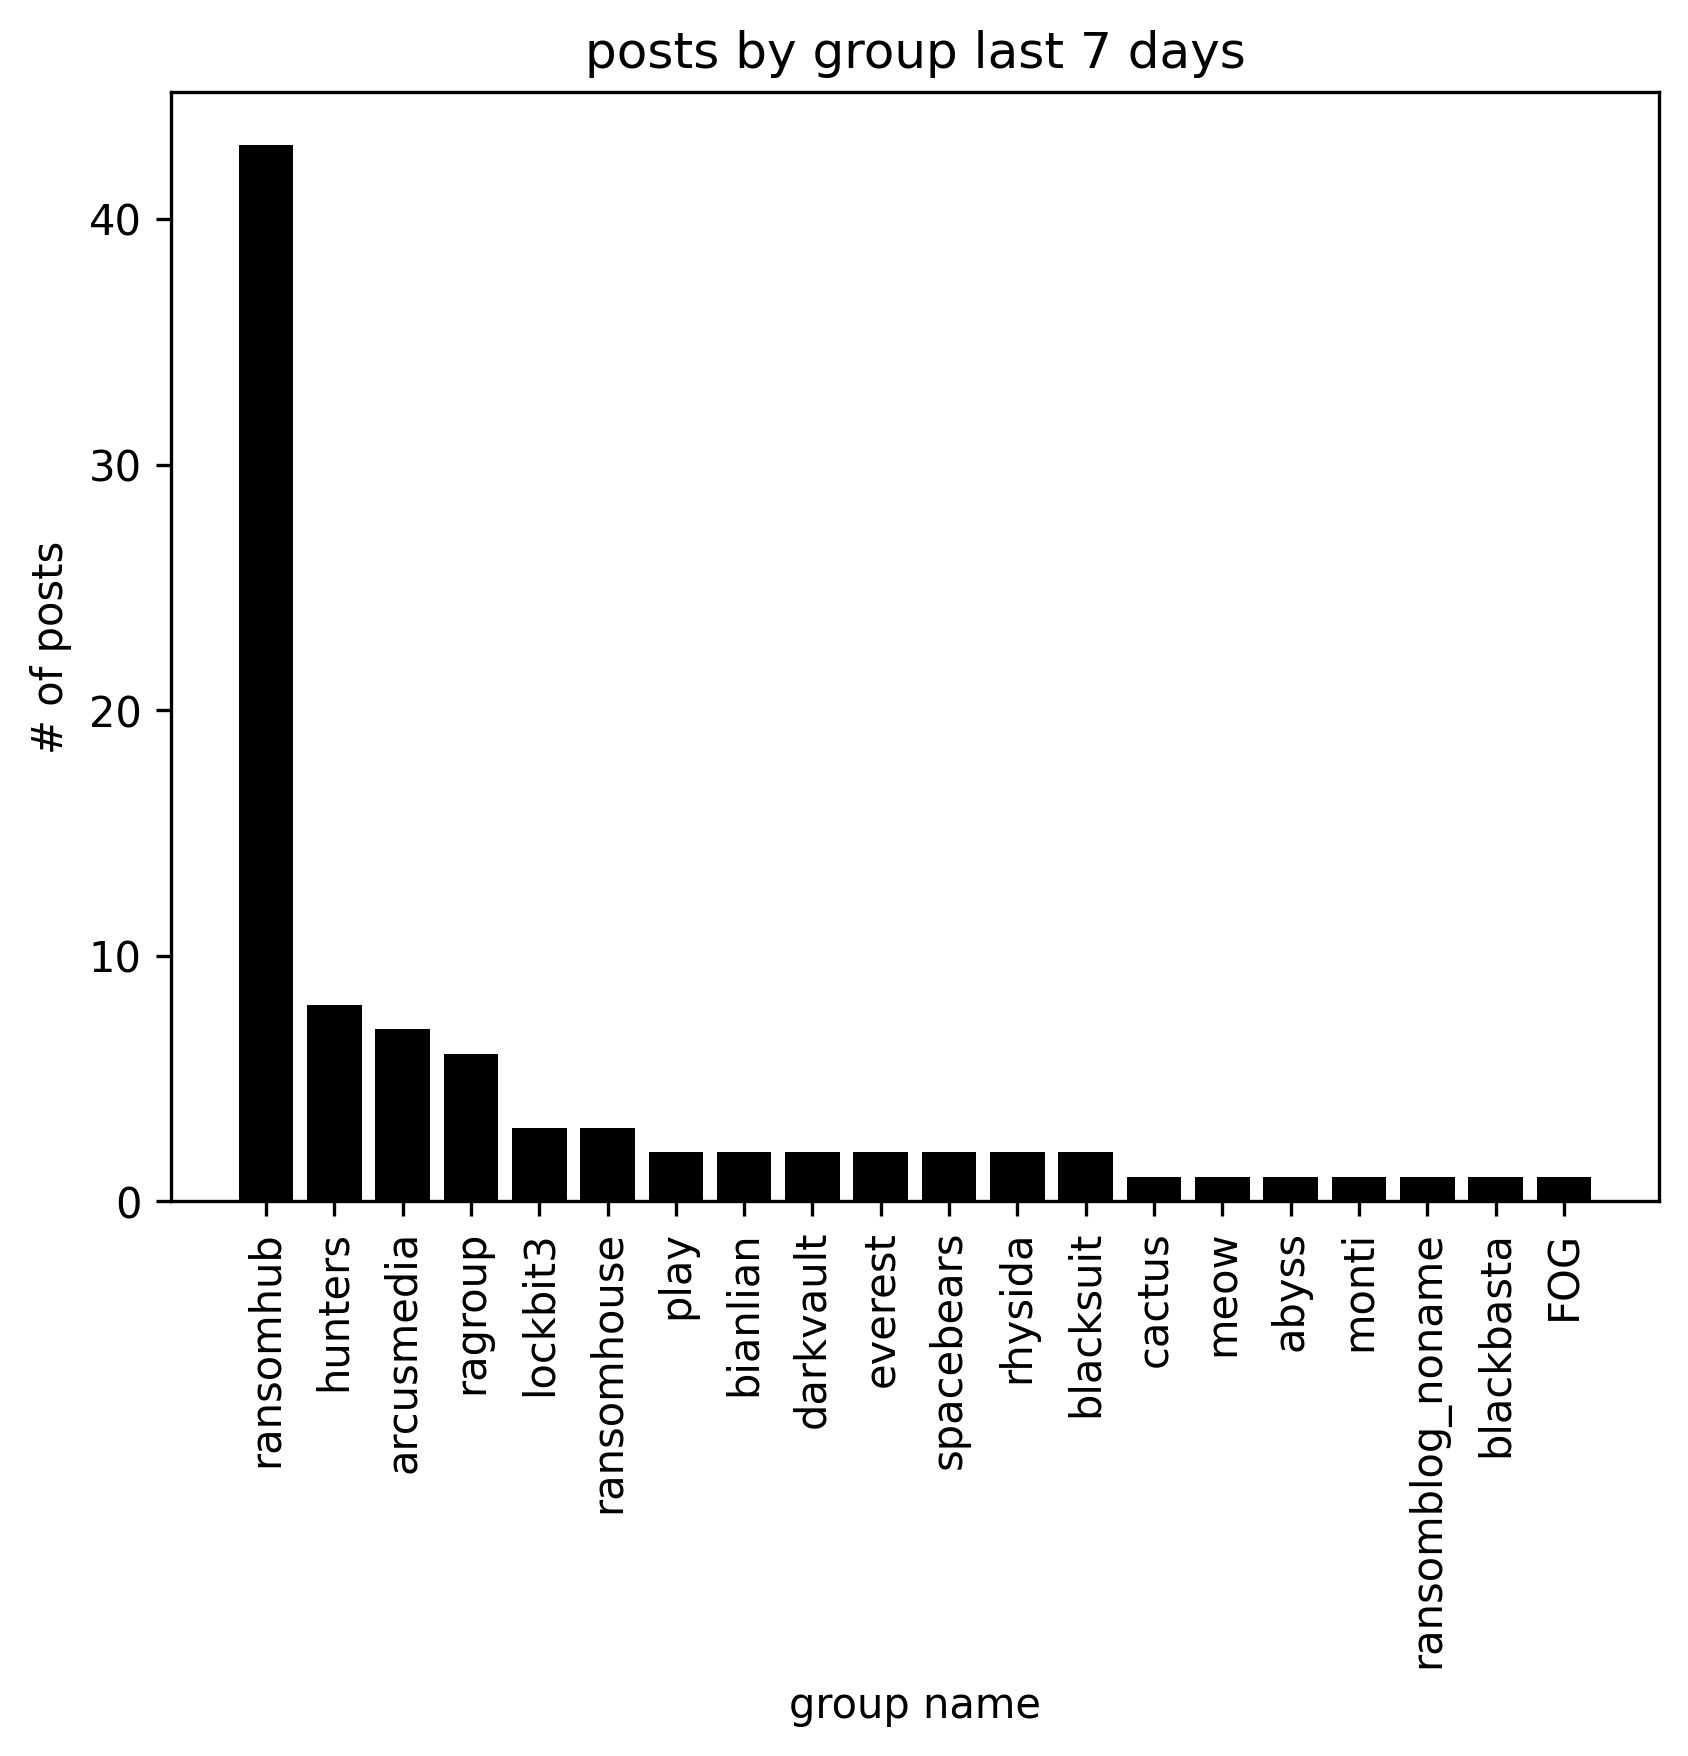 posts by group last 7 days
# of posts
40
30
20
10
0
ransomhub
hunters
arcusmedia
ragroup
lockbit3
ransomhouse
play
bianlian
darkvault
everest
spacebears
rhysida
blacksuit
cactus
meow
abyss
monti
ransomblog_noname
blackbasta
FOG
group name